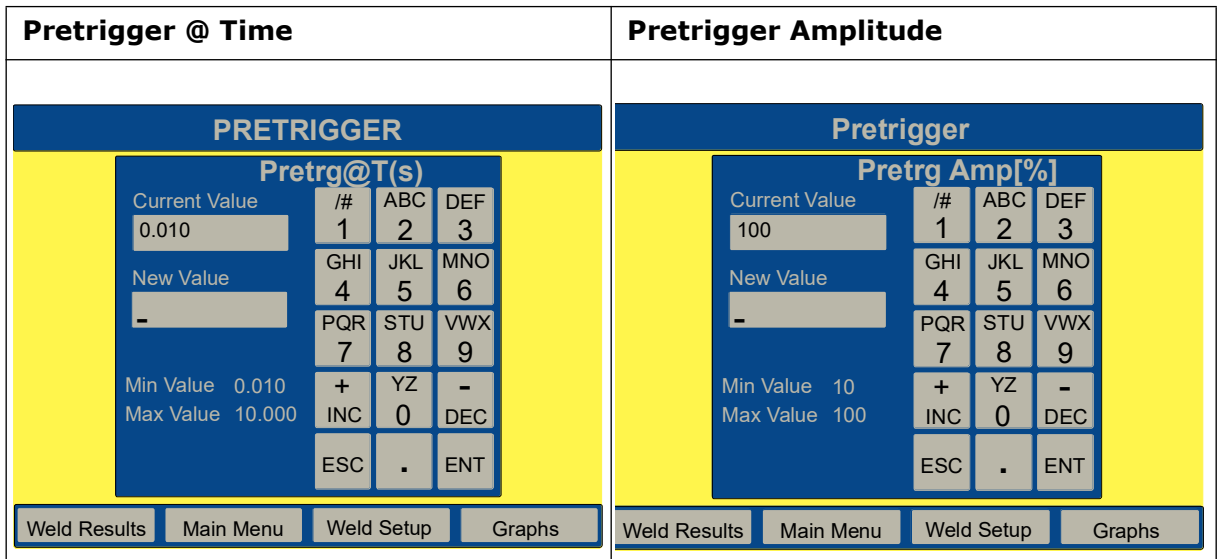 Pretrigger @ Time
Pretrigger Amplitude
PRETRIGGER
Pretrg@T(s)
Current Value
0.010
New Value
-
Min Value 0.010
Max Value 10.000
/# ABC DEF
1 2 3
GHI JKL MNO
4 5 6
PQR STU VWX
7 8 9
+ YZ -
INC 0 DEC
ESC . ENT
Weld Results Main Menu Weld Setup Graphs
Pretrigger
Pretrg Amp[%]
Current Value
100
New Value
-
Min Value 10
Max Value 100
/# ABC DEF
1 2 3
GHI JKL MNO
4 5 6
PQR STU VWX
7 8 9
+ YZ -
INC 0 DEC
ESC . ENT
Weld Results Main Menu Weld Setup Graphs